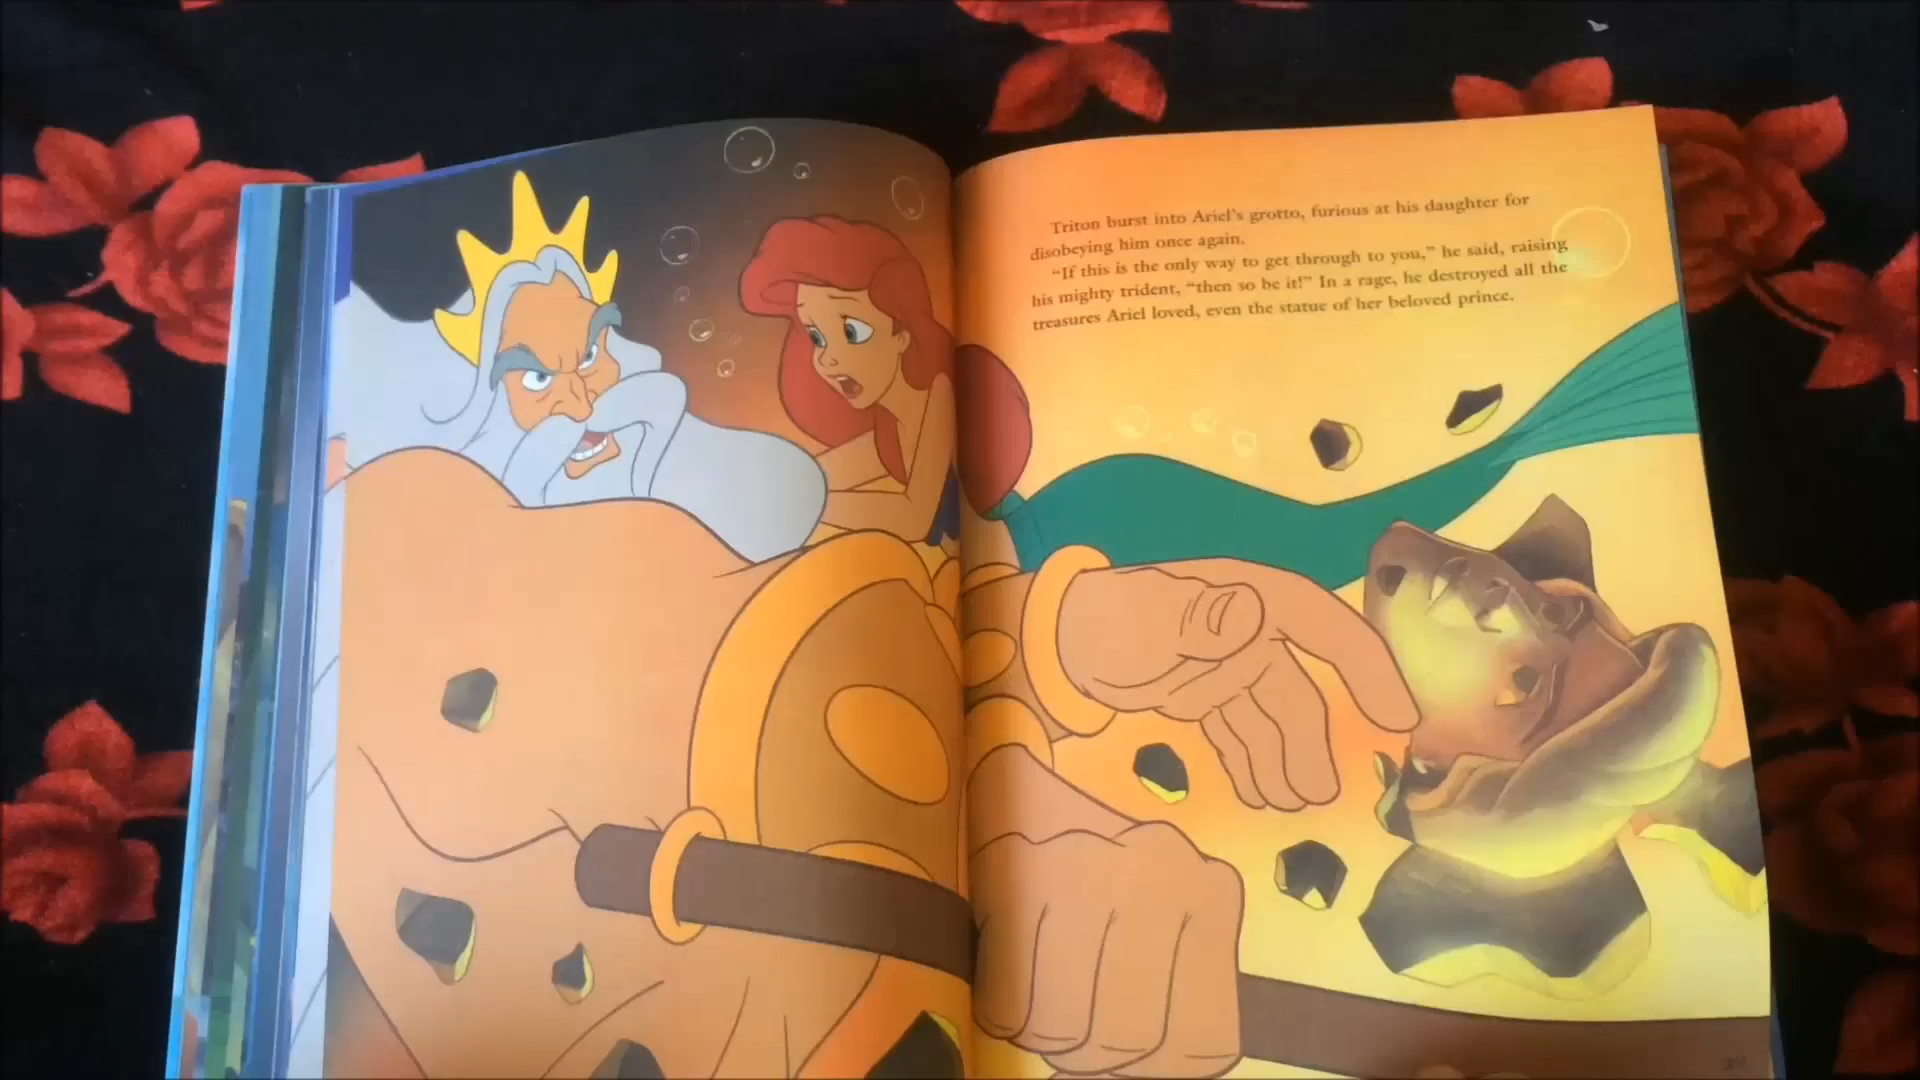 Triton burst into Ariel's grotto, furious at his daughter for
disobeying him once again.
"If this is the only way to get through to you," he said, raising
his mighty trident, "then so be it!" In a rage, he destroyed all the
treasures Ariel loved, even the statue of her beloved prince.